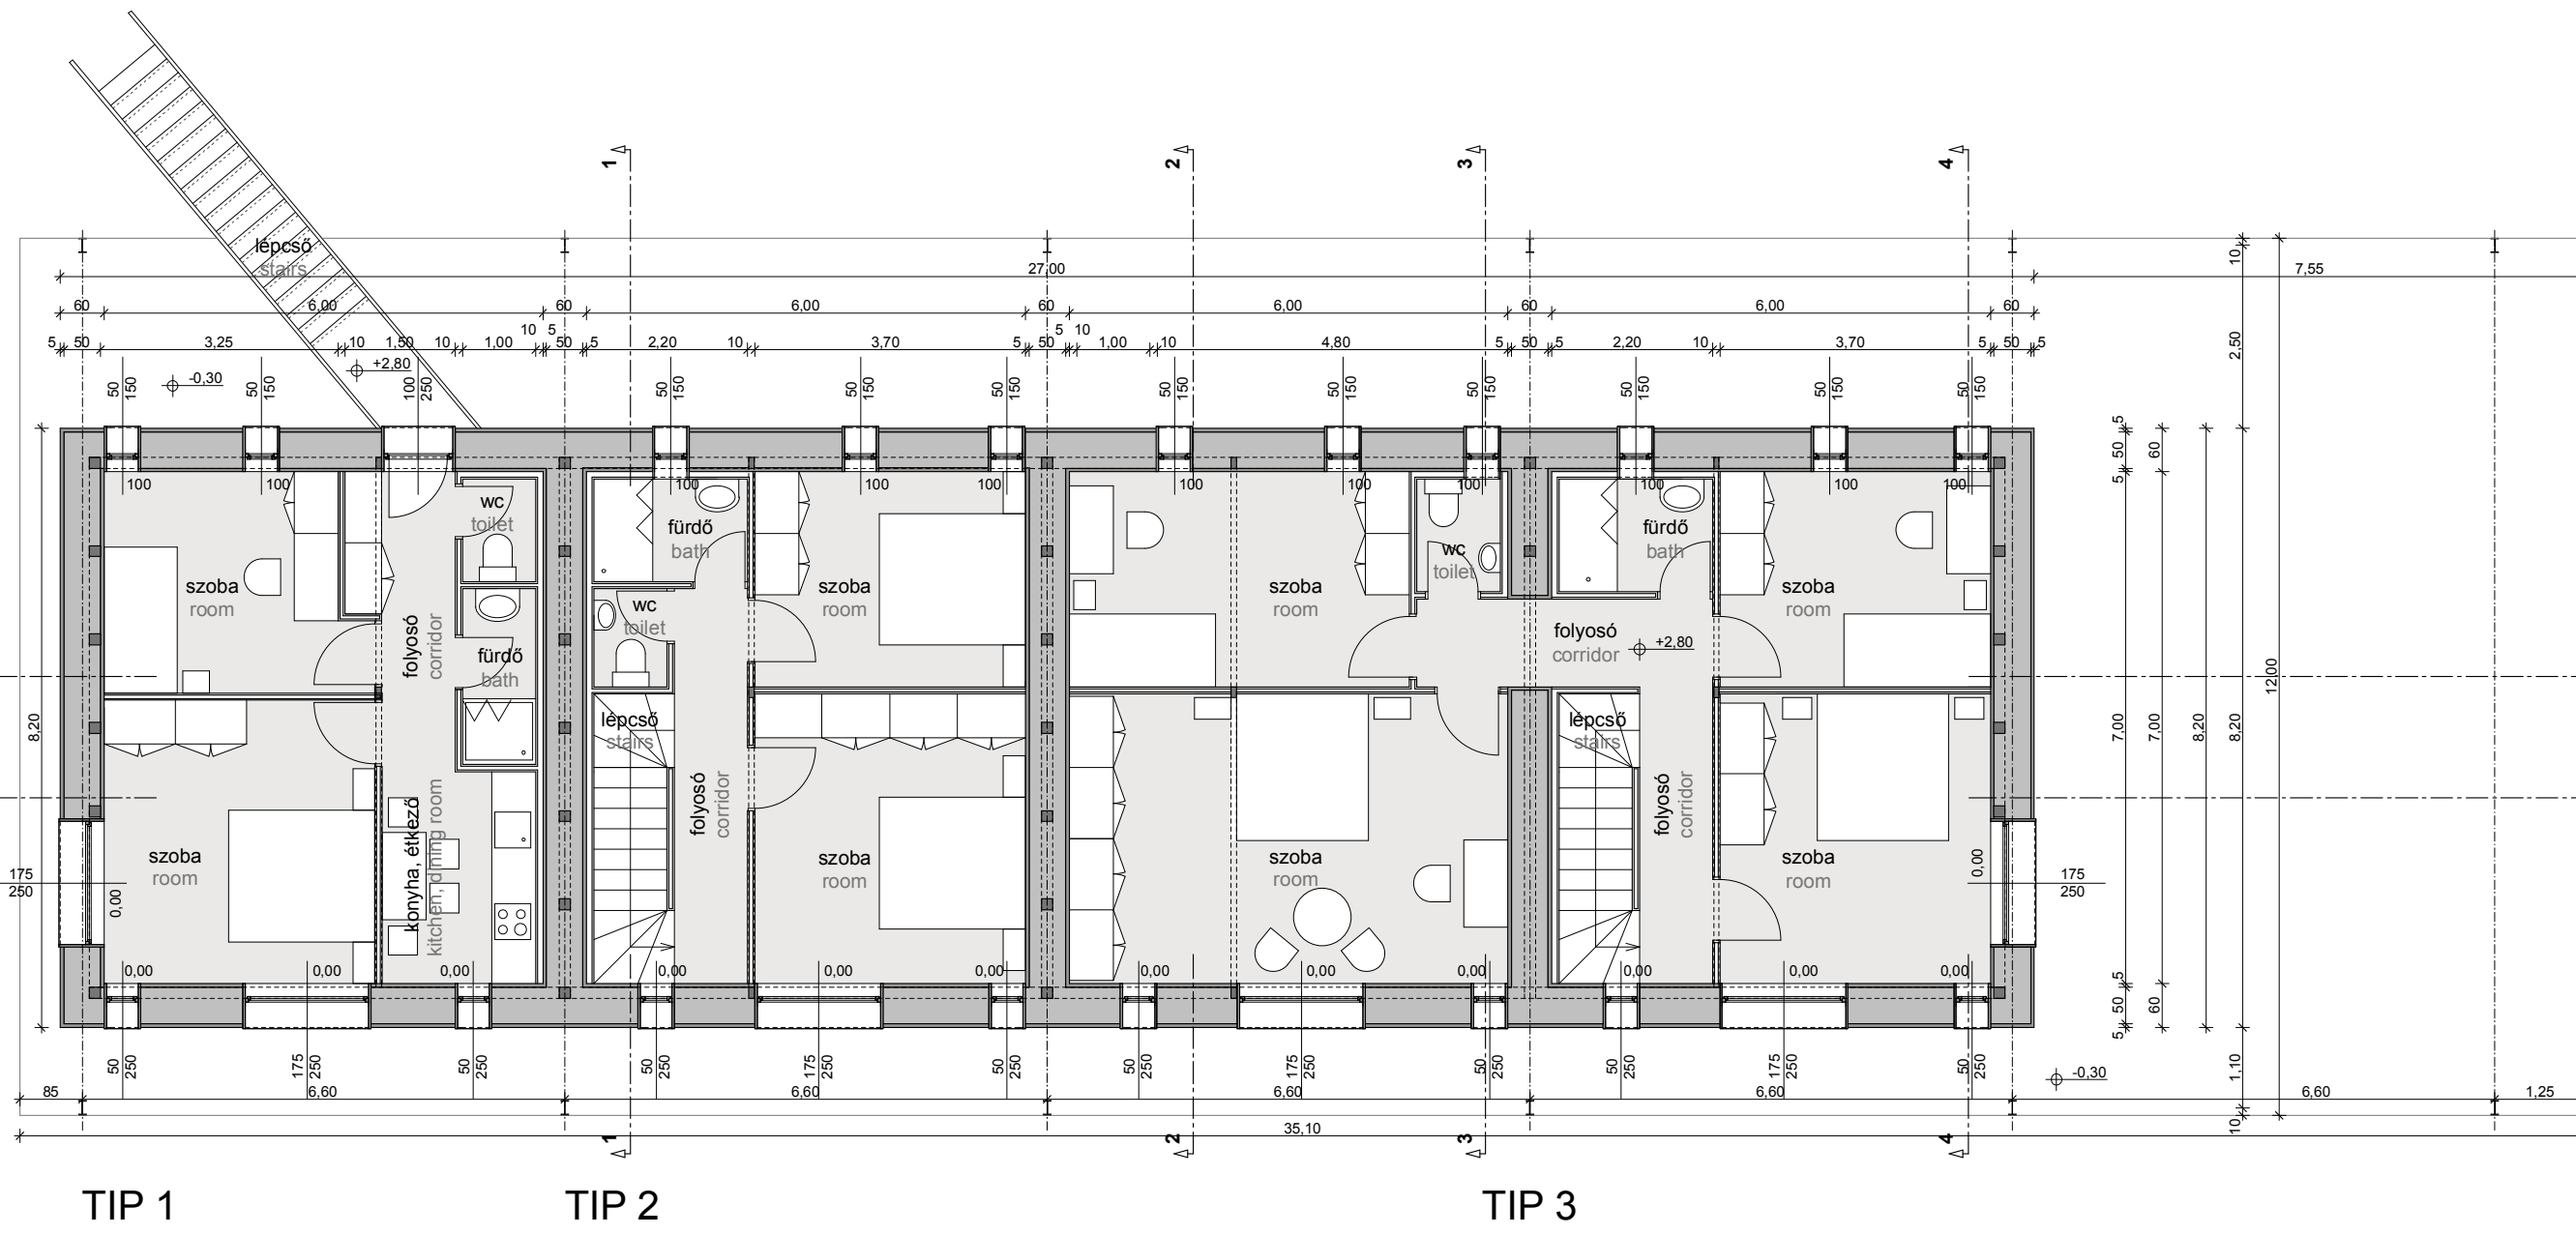 1 2 3 4
lépcső
stairs
27,00 7,55
60 6,00 60 6,00 60 6,00 60 6,00 60
10 5 5 10
5 50 3,25 10 1,50 10 1,00 50 5 2,20 10 3,70 5 50 1,00 10 4,80 5 50 5 2,20 10 3,70 5 50 5
-0,30 +2,80
50 150 50 150 100 250 50 150 50 150 50 150 50 150 50 150 50 150 50 150 50 150 50 150
10
2,50
5 50 5 60
100 100 100 100 100 100 100 100 100 100 100
wc
toilet
fürdő
bath
wc
toilet
fürdő
bath
szoba
room
szoba
room
szoba
room
szoba
room
wc
toilet
folyosó
corridor
fürdő
bath
folyosó
corridor
+2,80
12,00
8,20
lépcső
stairs
lépcső
stairs
7,00 7,00 8,20 8,20
konyha, étkező
kitchen, dining room
folyosó
corridor
folyosó
corridor
szoba
room
szoba
room
szoba
room
szoba
room
175
250
0,00
0,00
175
250
0,00 0,00 0,00 0,00 0,00 0,00 0,00 0,00 0,00 0,00 0,00 0,00
5 50 5 60
50 250 175 250 50 250 50 250 175 250 50 250 50 250 175 250 50 250 50 250 175 250 50 250
-0,30
1,10
85 6,60 6,60 6,60 6,60 6,60 1,25
10
35,10
1 2 3 4
TIP 1 TIP 2 TIP 3